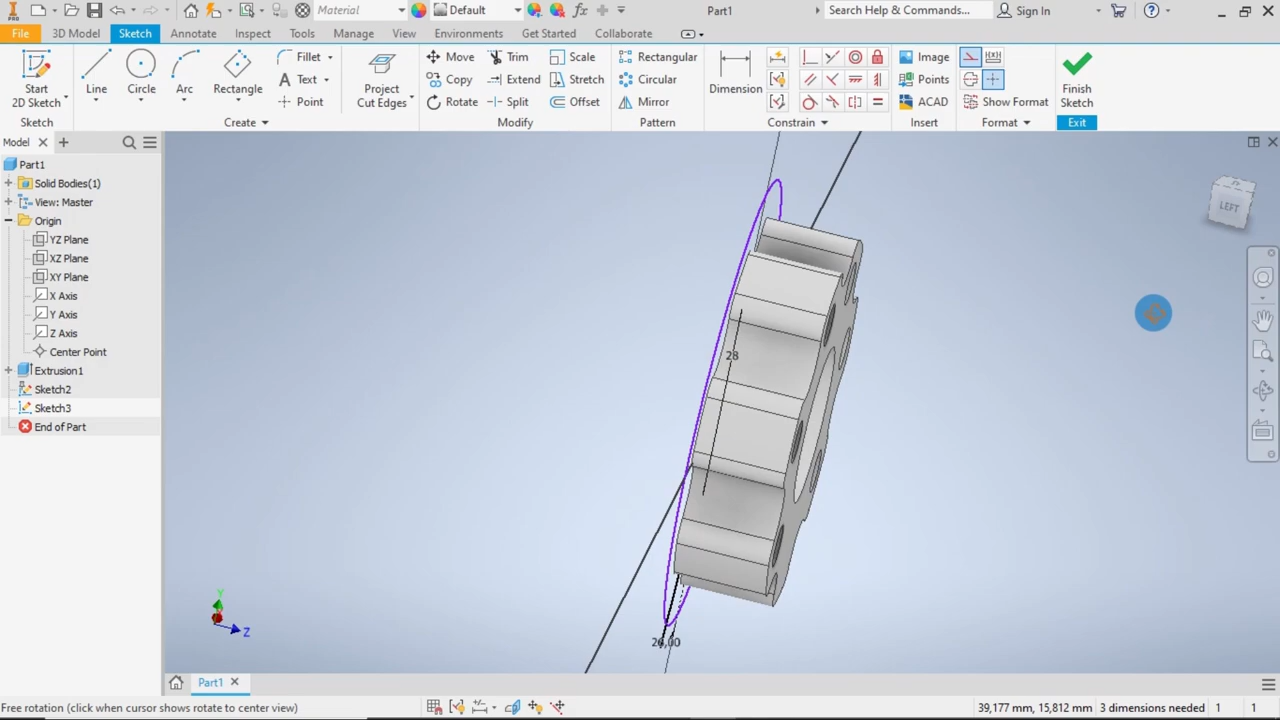 Material
Default
Part1
Search Help & Commands...
Sign In
File
3D Model
Sketch
Annotate
Inspect
Tools
Manage
View
Environments
Get Started
Collaborate
Start
2D Sketch
Line
Circle
Arc
Rectangle
Fillet
Text
Point
Project
Cut Edges
Move
Copy
Rotate
Trim
Extend
Split
Scale
Stretch
Offset
Rectangular
Circular
Mirror
Dimension
Image
Points
ACAD
Show Format
Finish
Sketch
Sketch
Create
Modify
Pattern
Constrain
Insert
Format
Exit
Model
Part1
Solid Bodies(1)
View: Master
Origin
YZ Plane
XZ Plane
XY Plane
X Axis
Y Axis
Z Axis
Center Point
Extrusion1
Sketch2
Sketch3
End of Part
LEFT
28
Y
Z
Part1
Free rotation (click when cursor shows rotate to center view)
39,177 mm, 15,812 mm
3 dimensions needed
1
1